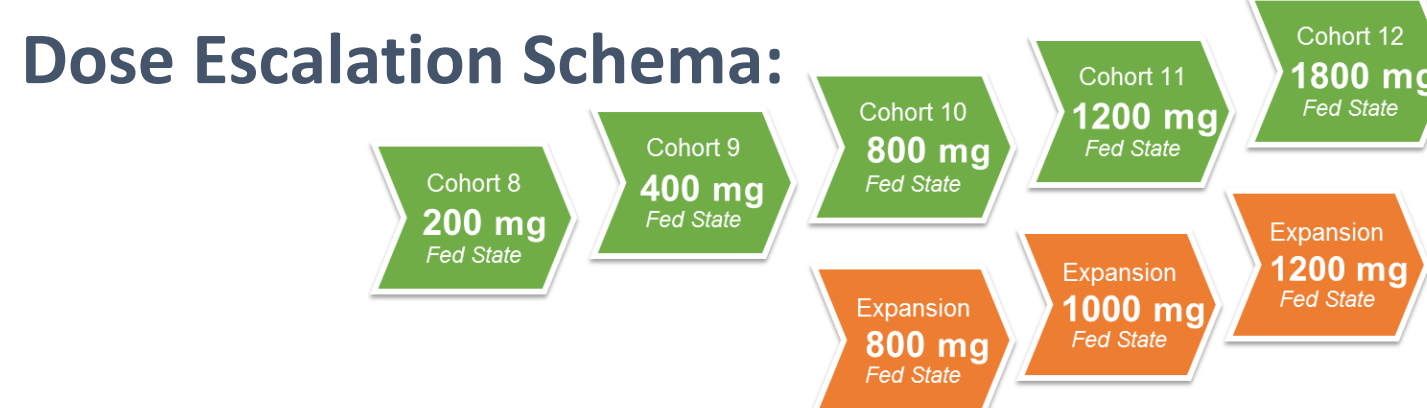 Dose Escalation Schema:
Cohort 8
200 mg
Fed State
Cohort 9
400 mg
Fed State
Cohort 10
800 mg
Fed State
Cohort 11
1200 mg
Fed State
Cohort 12
1800 mg
Fed State
Expansion
800 mg
Fed State
Expansion
1000 mg
Fed State
Expansion
1200 mg
Fed State